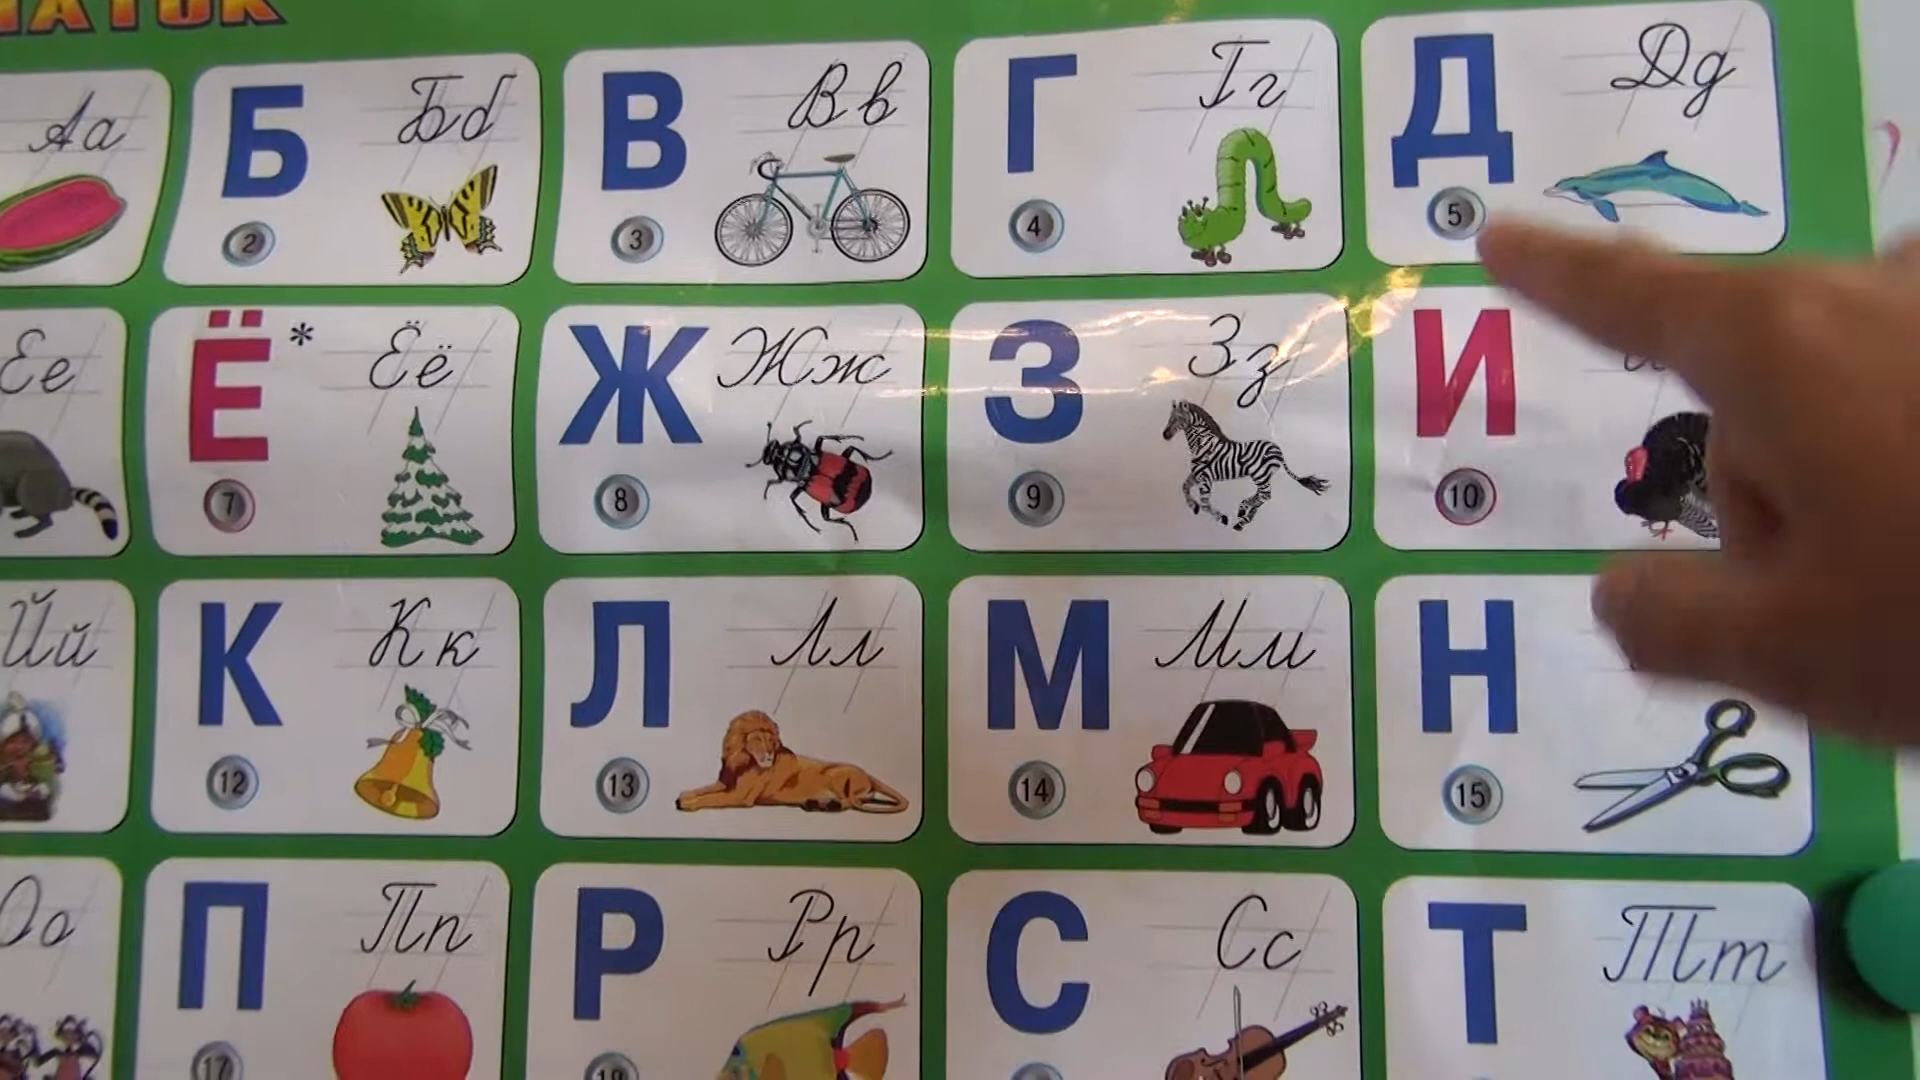 Аа Б Бб В Вв Г Гг Д Дд
2 3 4 5
Ее Ё * Ёё Ж Жж З Зз И
7 8 9 10
Йй К Кк Л Лл М Мм Н
12 13 14 15
Оо П Пп Р Рр С Сс Т Тт
17 18